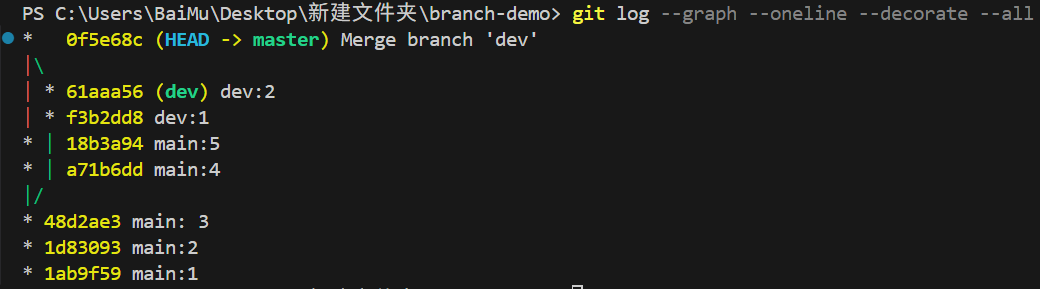 PS C:\Users\BaiMu\Desktop\新建文件夹\branch-demo> git log --graph --oneline --decorate --all
*   0f5e68c (HEAD -> master) Merge branch 'dev'
|\
| * 61aaa56 (dev) dev:2
| * f3b2dd8 dev:1
* | 18b3a94 main:5
* | a71b6dd main:4
|/
* 48d2ae3 main: 3
* 1d83093 main:2
* 1ab9f59 main:1